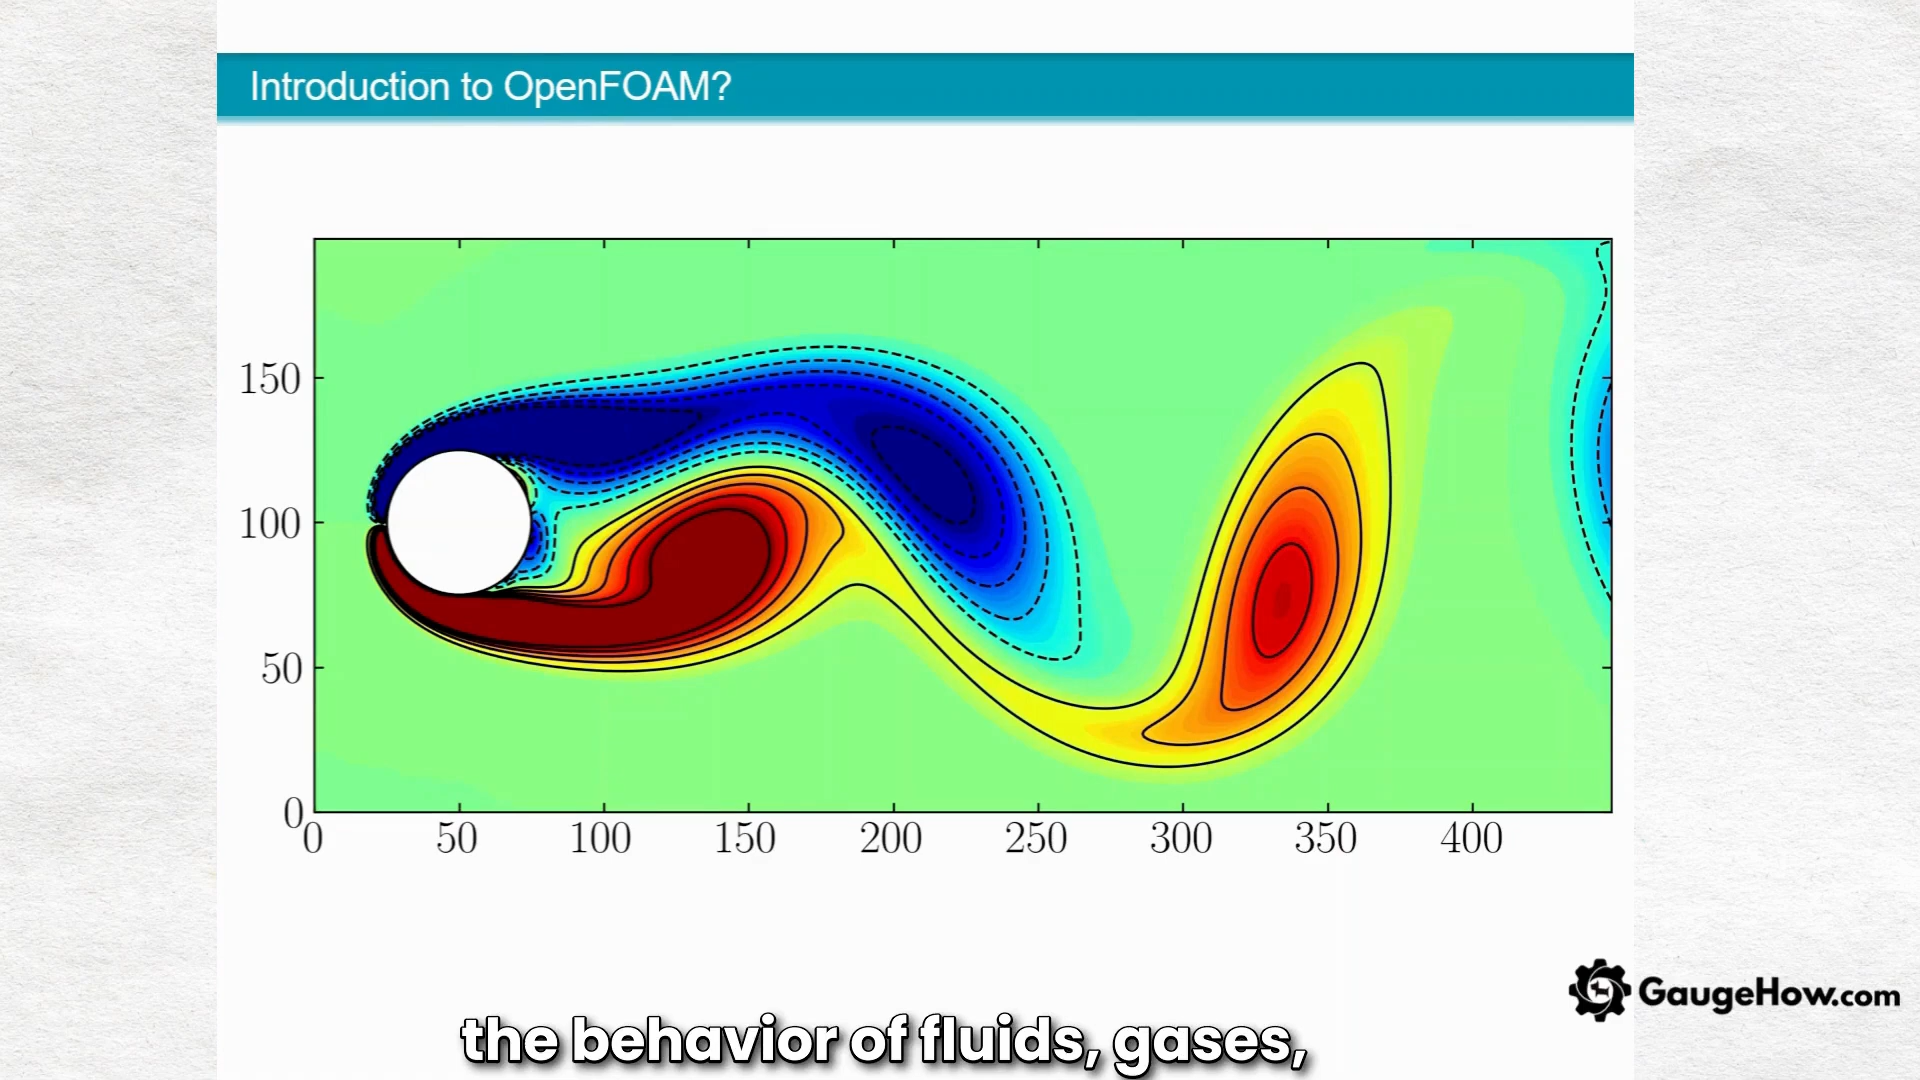 Introduction to OpenFOAM?
150
100
50
0
0 50 100 150 200 250 300 350 400
GaugeHow.com
the behavior of fluids, gases,